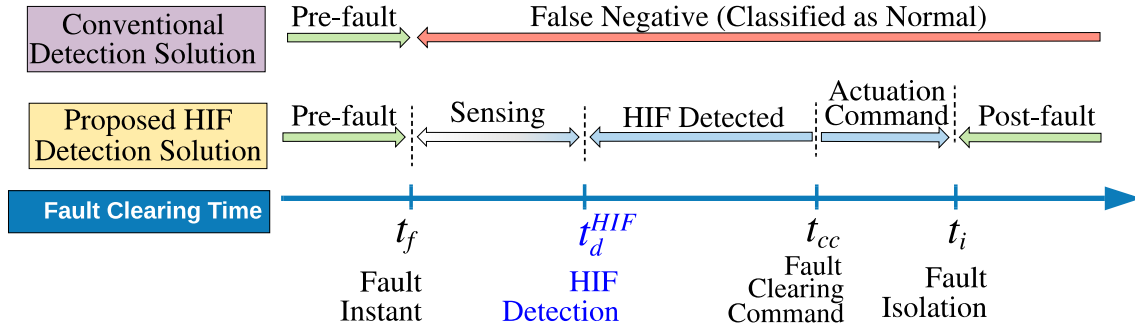 Conventional
Detection Solution
Pre-fault
False Negative (Classified as Normal)
Proposed HIF
Detection Solution
Pre-fault
Sensing
HIF Detected
Actuation
Command
Post-fault
Fault Clearing Time
t_f
t_d^{HIF}
t_{cc}
t_i
Fault
Instant
HIF
Detection
Fault
Clearing
Command
Fault
Isolation